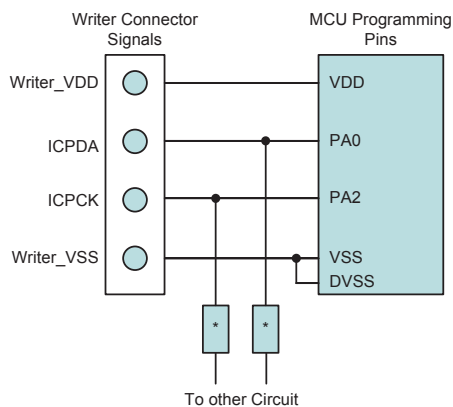 Writer Connector
Signals
MCU Programming
Pins
Writer_VDD
VDD
ICPDA
PA0
ICPCK
PA2
Writer_VSS
VSS
DVSS
*
*
To other Circuit